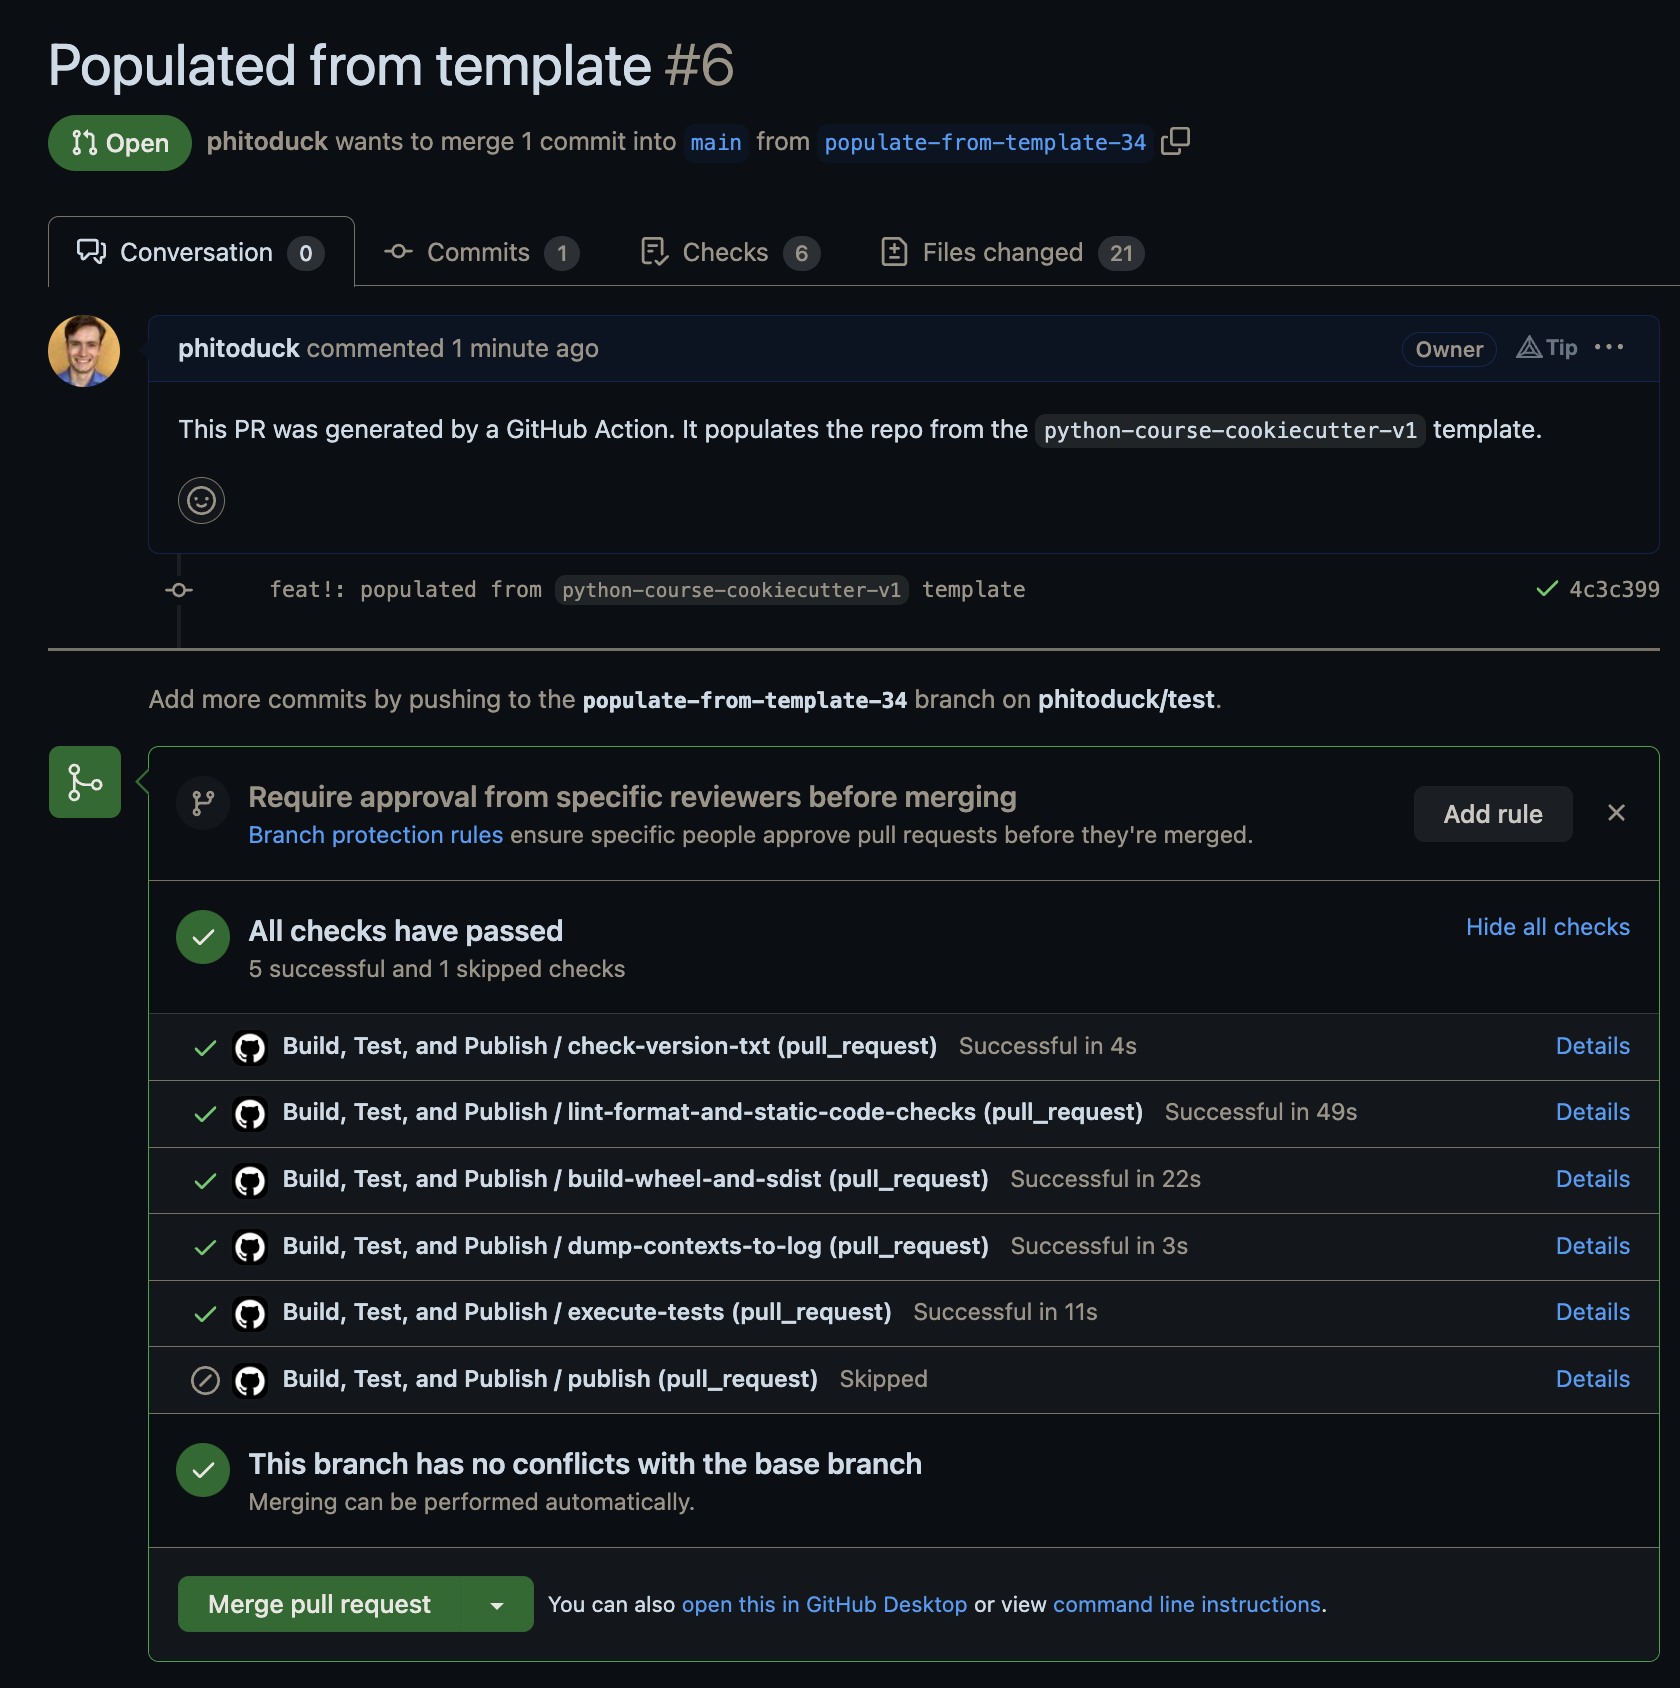 Populated from template #6
Open phitoduck wants to merge 1 commit into main from populate-from-template-34
Conversation 0 Commits 1 Checks 6 Files changed 21
phitoduck commented 1 minute ago Owner Tip
This PR was generated by a GitHub Action. It populates the repo from the python-course-cookiecutter-v1 template.
feat!: populated from python-course-cookiecutter-v1 template 4c3c399
Add more commits by pushing to the populate-from-template-34 branch on phitoduck/test.
Require approval from specific reviewers before merging
Branch protection rules ensure specific people approve pull requests before they're merged.
Add rule
All checks have passed
5 successful and 1 skipped checks
Hide all checks
Build, Test, and Publish / check-version-txt (pull_request) Successful in 4s Details
Build, Test, and Publish / lint-format-and-static-code-checks (pull_request) Successful in 49s Details
Build, Test, and Publish / build-wheel-and-sdist (pull_request) Successful in 22s Details
Build, Test, and Publish / dump-contexts-to-log (pull_request) Successful in 3s Details
Build, Test, and Publish / execute-tests (pull_request) Successful in 11s Details
Build, Test, and Publish / publish (pull_request) Skipped Details
This branch has no conflicts with the base branch
Merging can be performed automatically.
Merge pull request You can also open this in GitHub Desktop or view command line instructions.